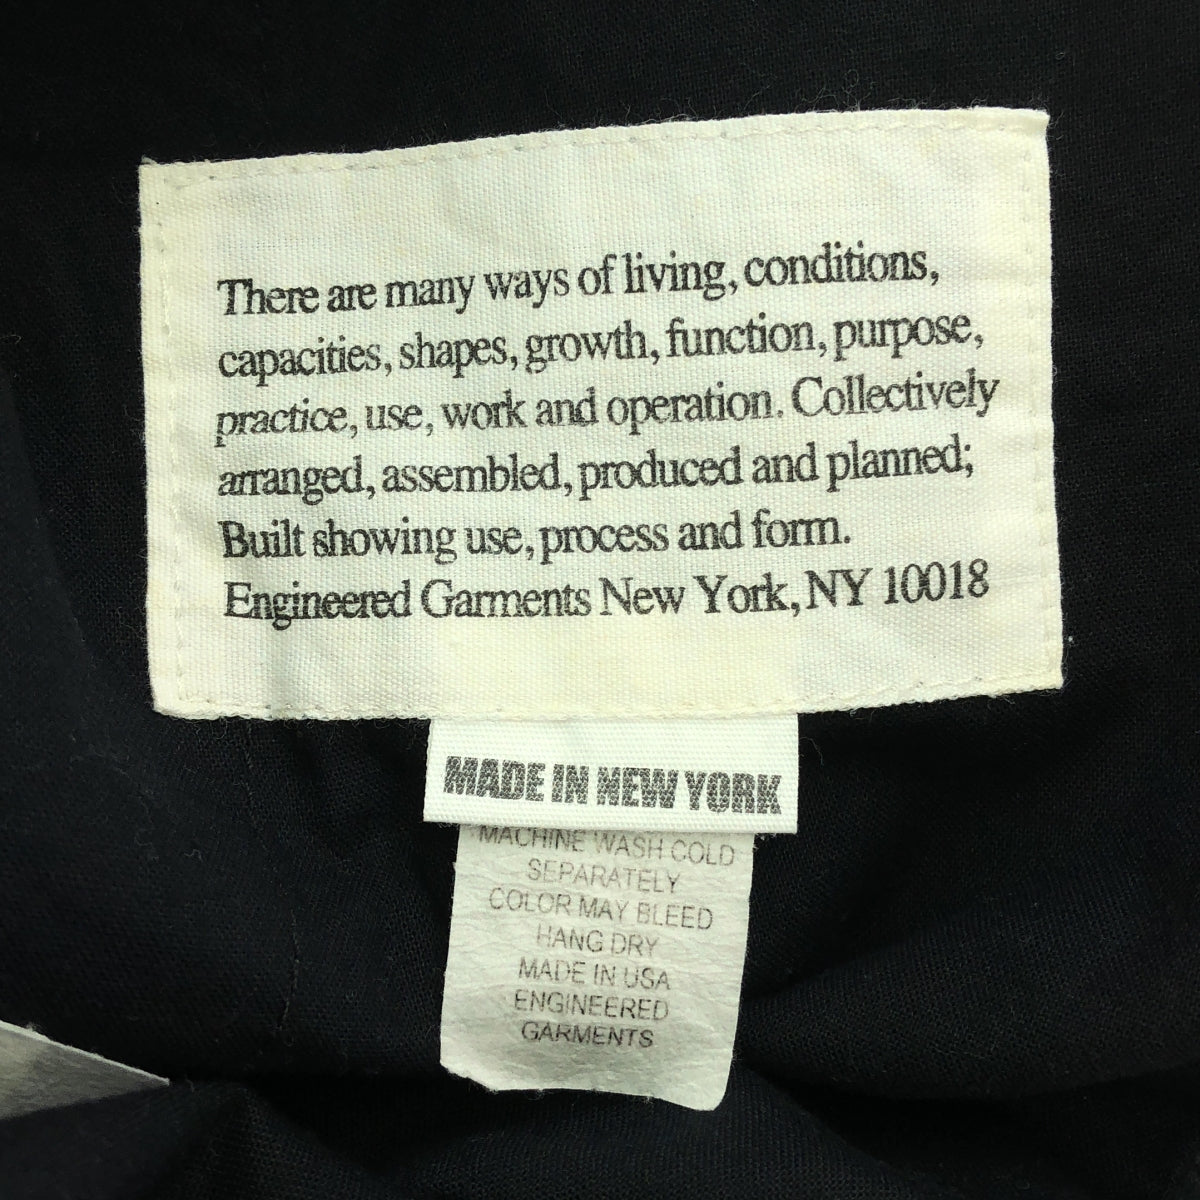 There are many ways of living, conditions,
capacities, shapes, growth, function, purpose,
practice, use, work and operation. Collectively
arranged, assembled, produced and planned;
Built showing use, process and form.
Engineered Garments New York, NY 10018
MADE IN NEW YORK
MACHINE WASH COLD
SEPARATELY
COLOR MAY BLEED
HANG DRY
MADE IN USA
ENGINEERED
GARMENTS